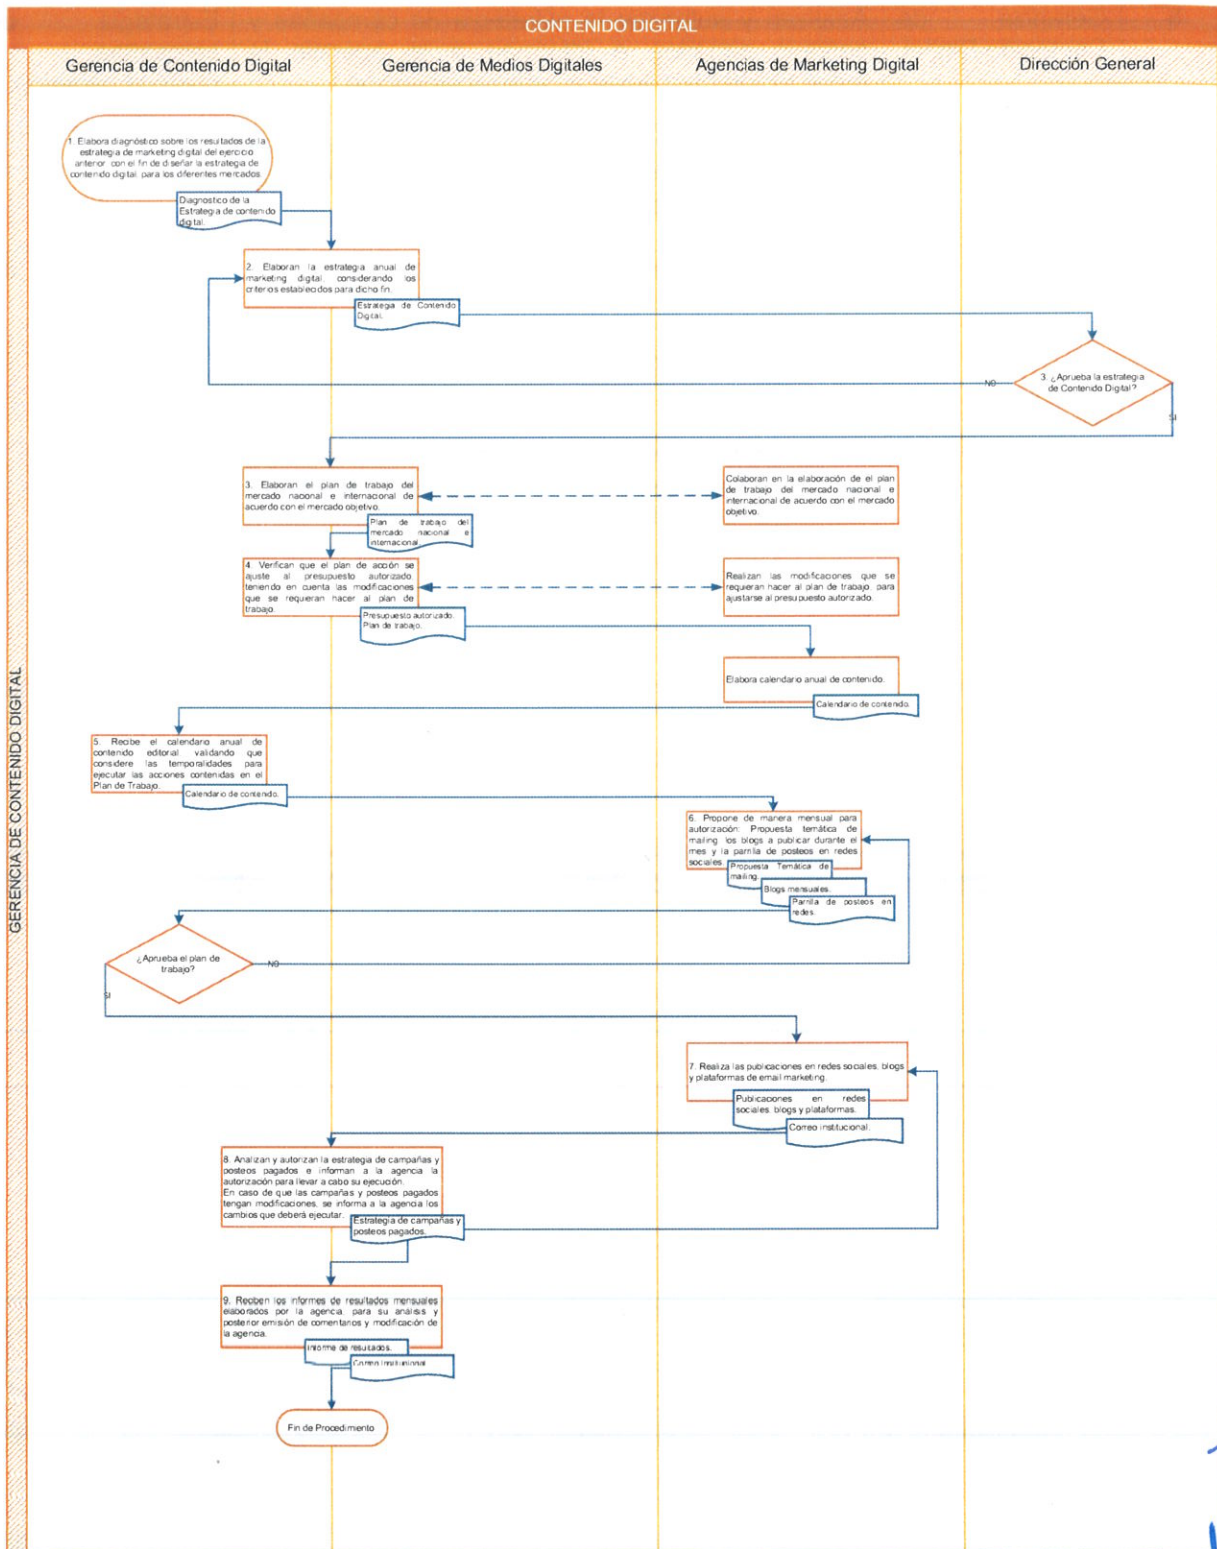 CONTENIDO DIGITAL
Gerencia de Contenido Digital
Gerencia de Medios Digitales
Agencias de Marketing Digital
Dirección General
GERENCIA DE CONTENIDO DIGITAL
1. Elabora diagnóstico sobre los resultados de la
estrategia de marketing digital del ejercicio
anterior, con el fin de diseñar la estrategia de
contenido digital para los diferentes mercados.
Diagnostico de la
Estrategia de contenido
digital.
2. Elaboran la estrategia anual de
marketing digital, considerando los
criterios establecidos para dicho fin.
Estrategia de Contenido
Digital.
3. ¿Aprueba la estrategia
de Contenido Digital?
NO
SI
3. Elaboran el plan de trabajo del
mercado nacional e internacional de
acuerdo con el mercado objetivo.
Plan de trabajo del
mercado nacional e
internacional.
Colaboran en la elaboración de el plan
de trabajo del mercado nacional e
internacional de acuerdo con el mercado
objetivo.
4. Verifican que el plan de acción se
ajuste al presupuesto autorizado,
teniendo en cuenta las modificaciones
que se requieran hacer al plan de
trabajo.
Presupuesto autorizado.
Plan de trabajo.
Realizan las modificaciones que se
requieran hacer al plan de trabajo, para
ajustarse al presupuesto autorizado.
Elabora calendario anual de contenido.
Calendario de contenido.
5. Recibe el calendario anual de
contenido editorial validando que
considere las temporalidades para
ejecutar las acciones contenidas en el
Plan de Trabajo.
Calendario de contenido.
6. Propone de manera mensual para
autorización: Propuesta temática de
mailing, los blogs a publicar durante el
mes y la parrilla de posteos en redes
sociales.
Propuesta Temática de
mailing.
Blogs mensuales.
Parrilla de posteos en
redes.
¿Aprueba el plan de
trabajo?
NO
SI
7. Realiza las publicaciones en redes sociales, blogs
y plataformas de email marketing.
Publicaciones en redes
sociales, blogs y plataformas.
Correo institucional.
8. Analizan y autorizan la estrategia de campañas y
posteos pagados e informan a la agencia la
autorización para llevar a cabo su ejecución.
En caso de que las campañas y posteos pagados
tengan modificaciones, se informa a la agencia los
cambios que deberá ejecutar.
Estrategia de campañas y
posteos pagados.
9. Reciben los informes de resultados mensuales
elaborados por la agencia, para su análisis y
posterior emisión de comentarios y modificación de
la agencia.
Informe de resultados.
Correo Institucional.
Fin de Procedimiento